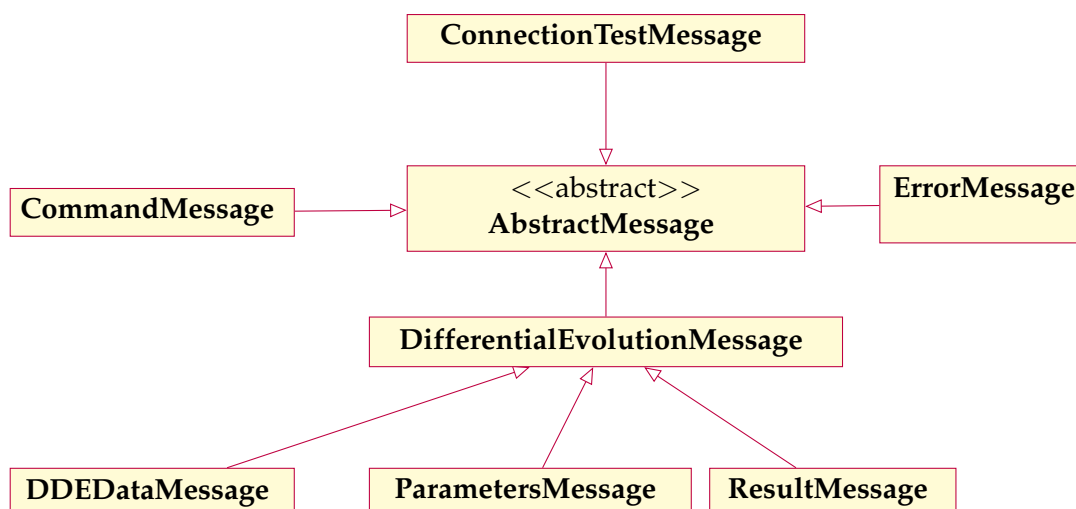 ConnectionTestMessage
<<abstract>>
AbstractMessage
CommandMessage
ErrorMessage
DifferentialEvolutionMessage
DDEDataMessage
ParametersMessage
ResultMessage